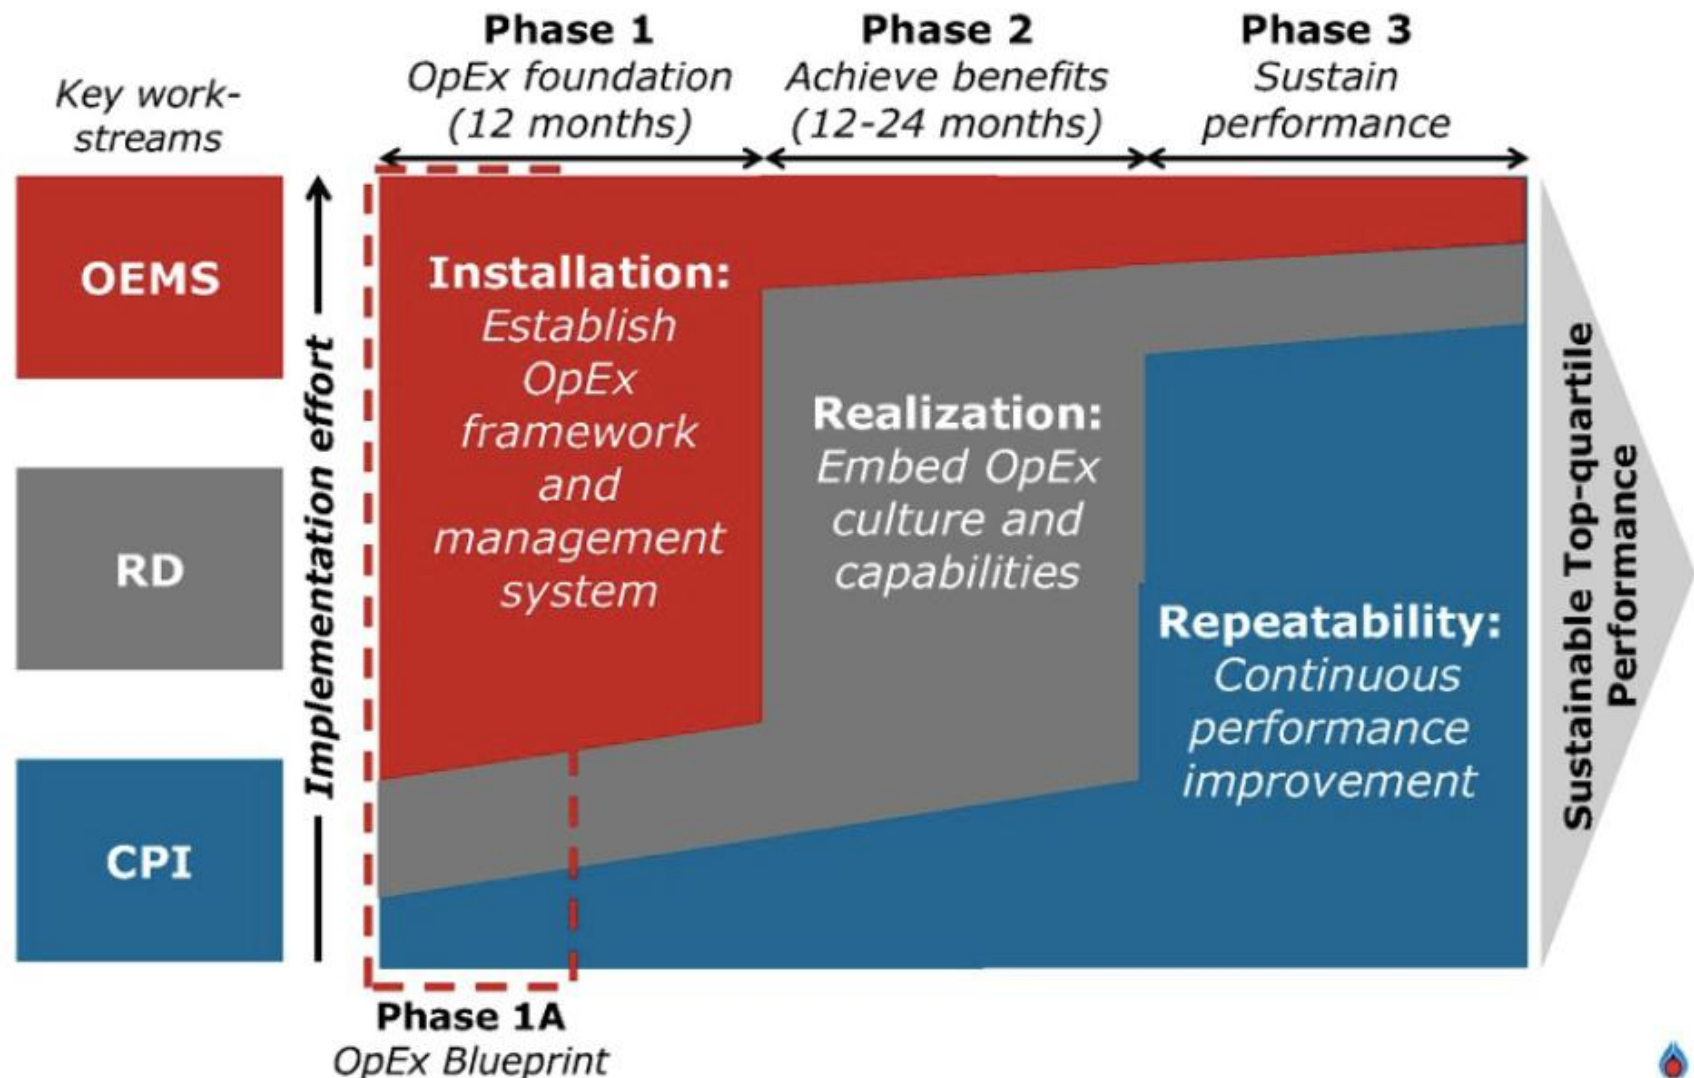 Phase 1
OpEx foundation
(12 months)
Phase 2
Achieve benefits
(12-24 months)
Phase 3
Sustain
performance
Key work-
streams
OEMS
RD
CPI
Implementation effort
Installation:
Establish
OpEx
framework
and
management
system
Realization:
Embed OpEx
culture and
capabilities
Repeatability:
Continuous
performance
improvement
Sustainable Top-quartile
Performance
Phase 1A
OpEx Blueprint